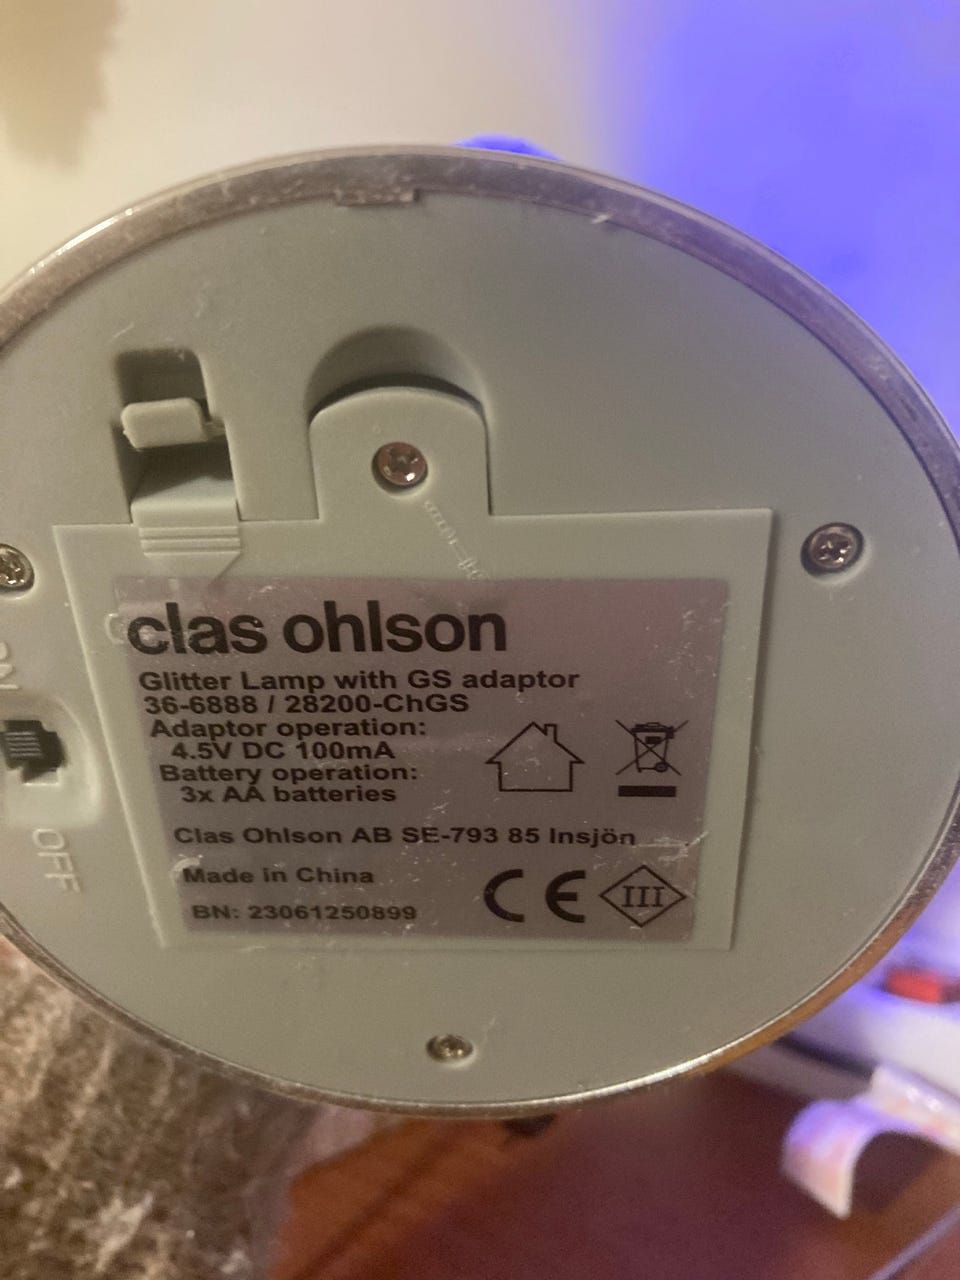 clas ohlson
Glitter Lamp with GS adaptor
36-6888 / 28200-ChGS
Adaptor operation:
4.5V DC 100mA
Battery operation:
3x AA batteries
Clas Ohlson AB SE-793 85 Insjön
Made in China
BN: 23061250899
CE
III
ON
OFF